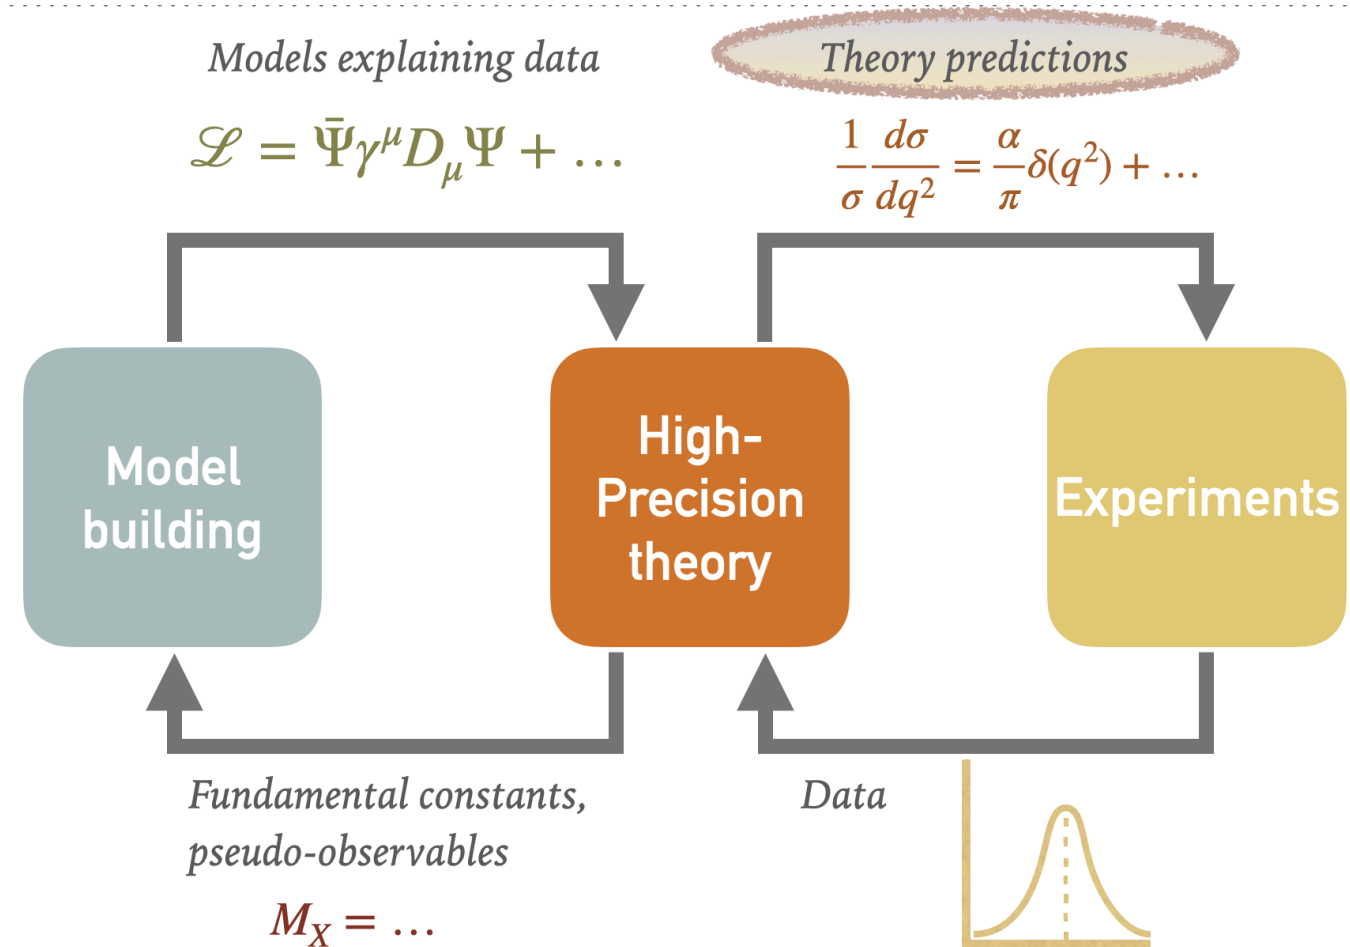 Models explaining data
Theory predictions
ℒ = Ψ̄γ^μ D_μ Ψ + …
1/σ dσ/dq² = α/π δ(q²) + …
Model
building
High-
Precision
theory
Experiments
Fundamental constants,
pseudo-observables
M_X = …
Data